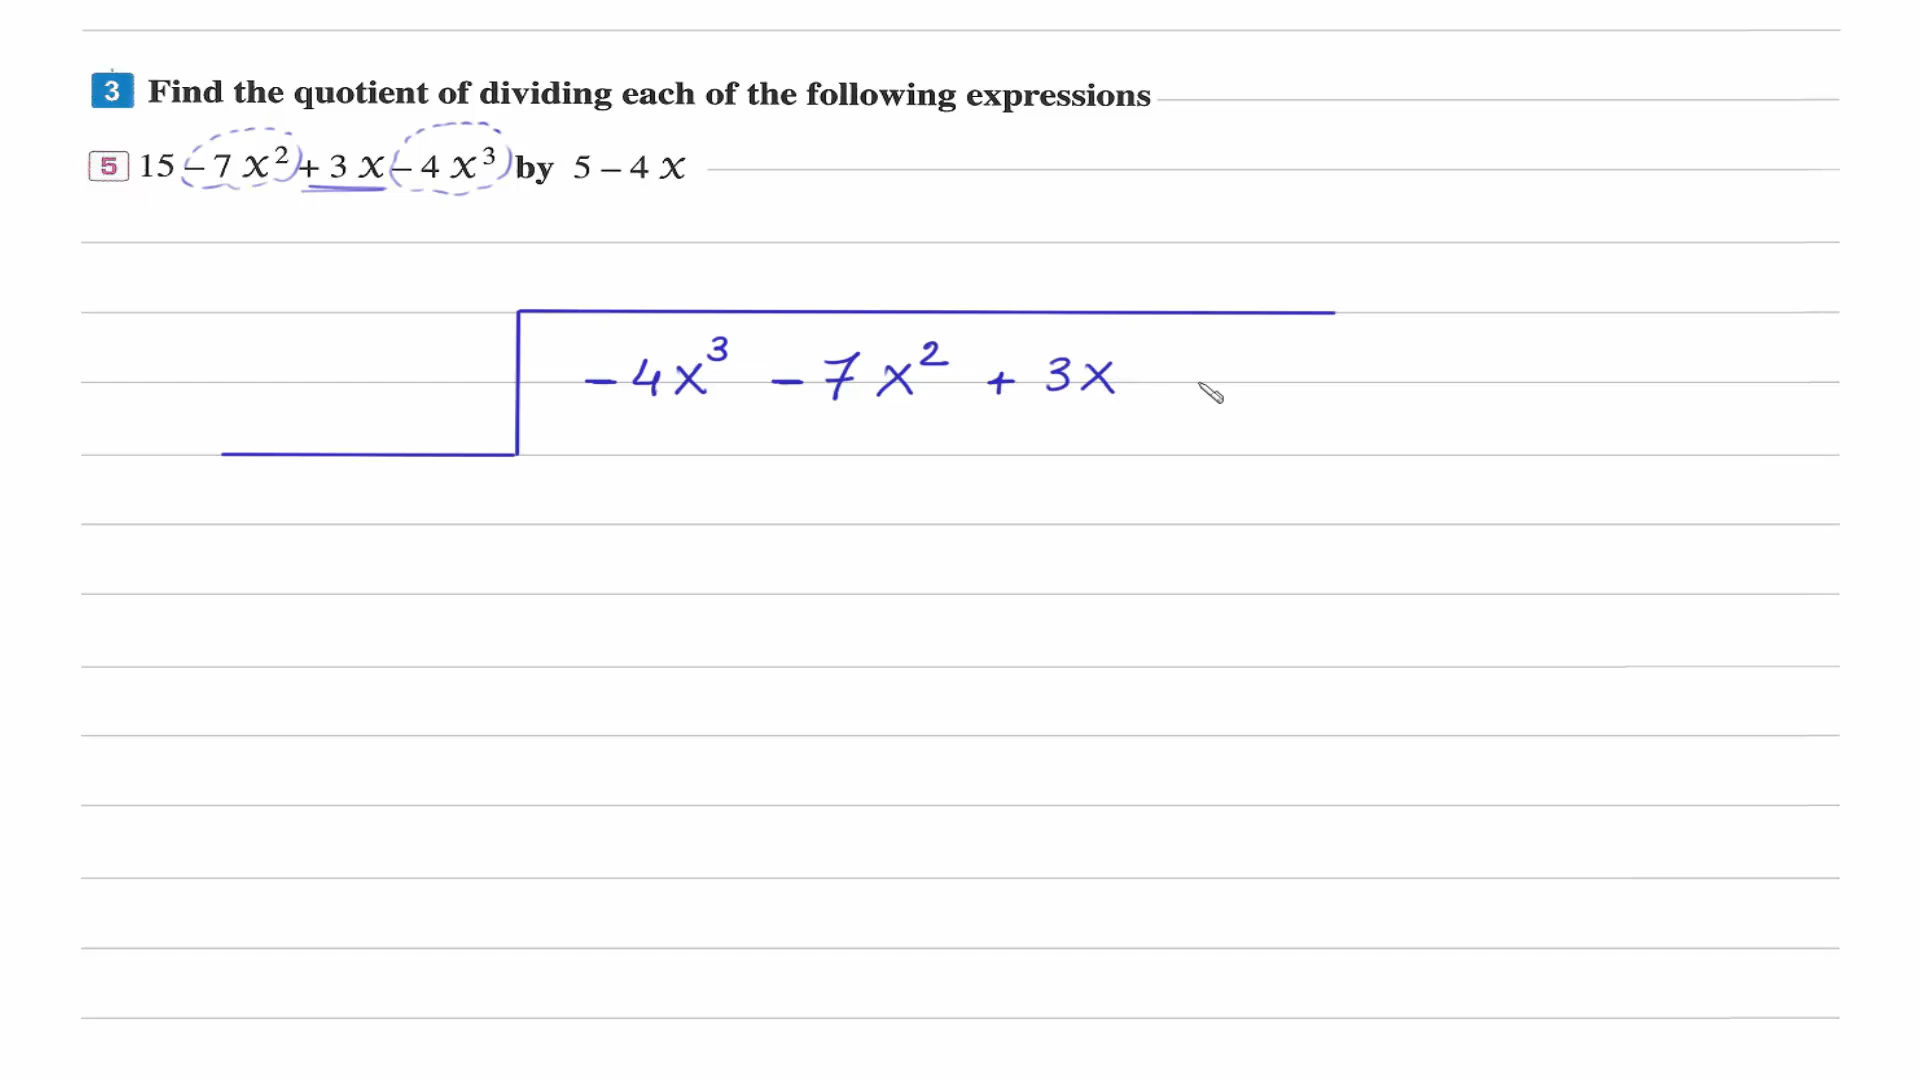 3 Find the quotient of dividing each of the following expressions
5 15 – 7 x² + 3 x – 4 x³ by 5 – 4 x
- 4x³ - 7x² + 3x